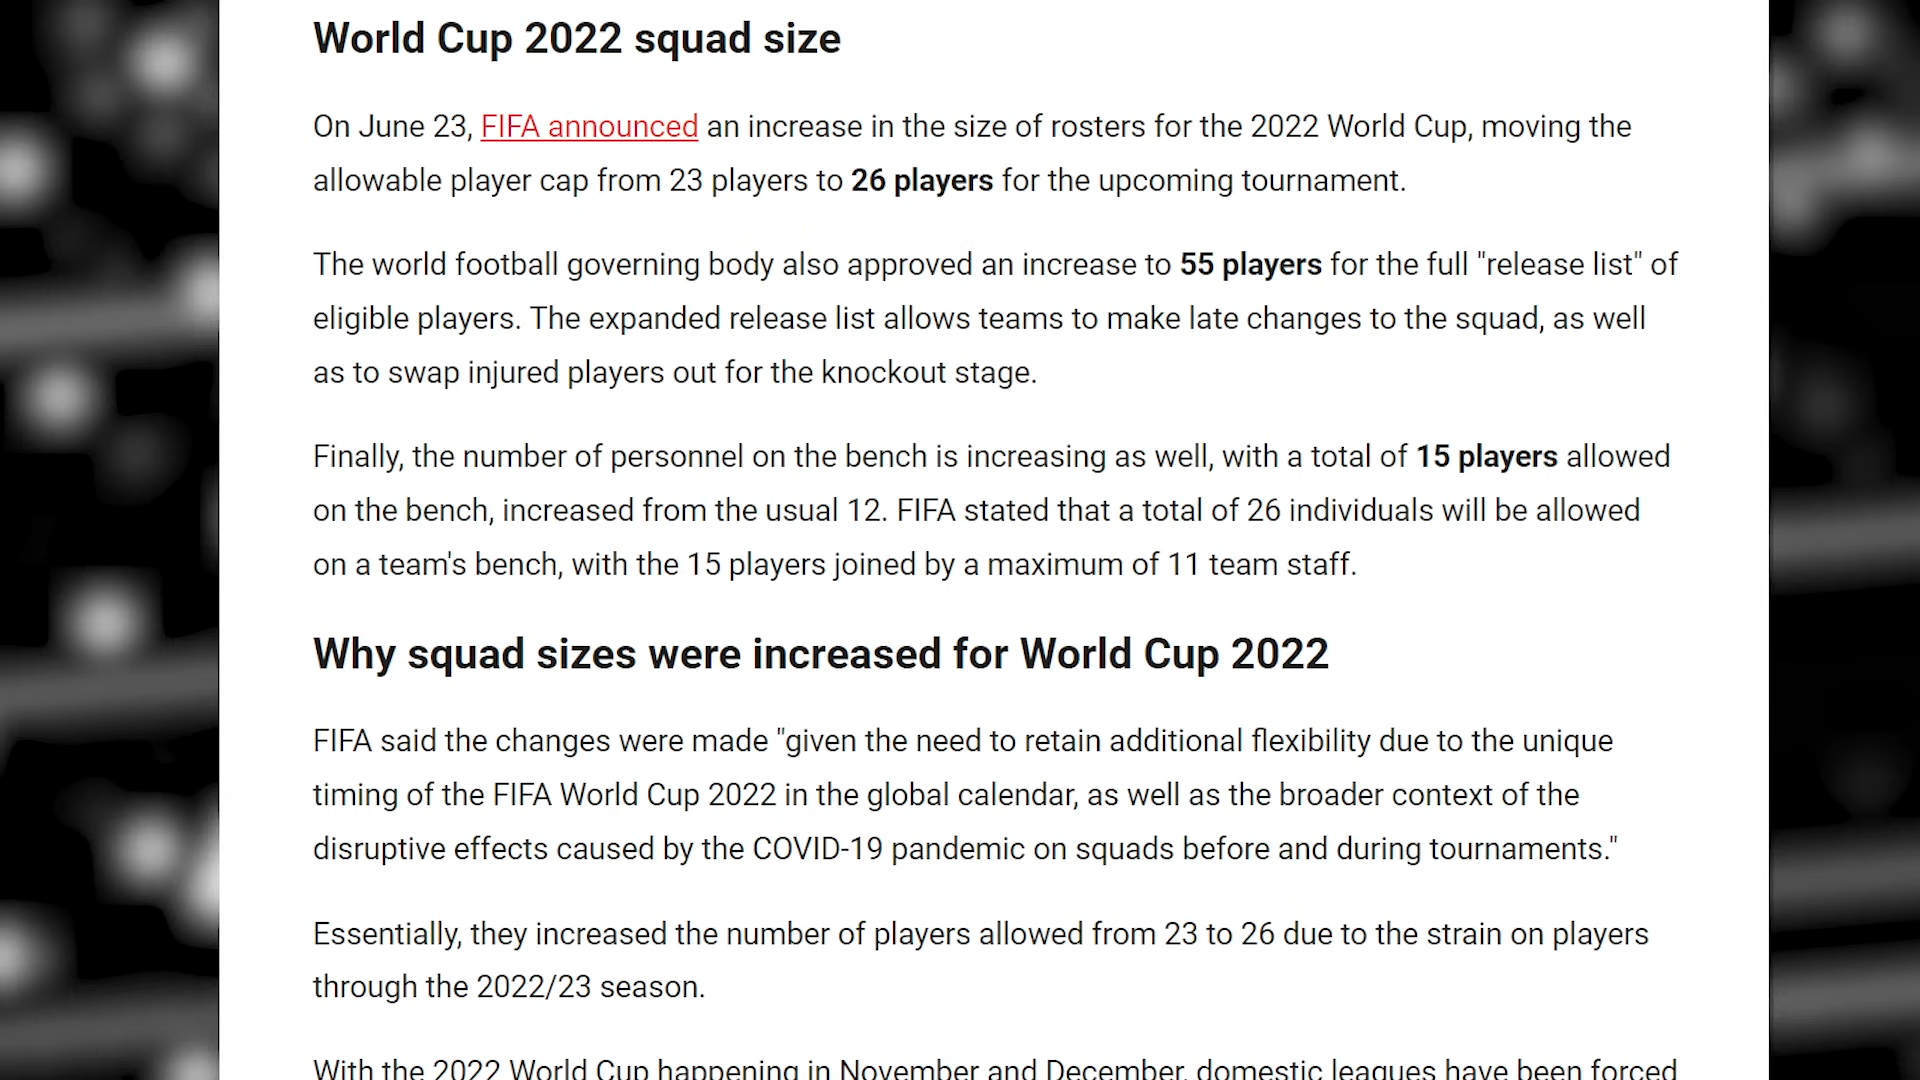 World Cup 2022 squad size
On June 23, FIFA announced an increase in the size of rosters for the 2022 World Cup, moving the
allowable player cap from 23 players to 26 players for the upcoming tournament.
The world football governing body also approved an increase to 55 players for the full "release list" of
eligible players. The expanded release list allows teams to make late changes to the squad, as well
as to swap injured players out for the knockout stage.
Finally, the number of personnel on the bench is increasing as well, with a total of 15 players allowed
on the bench, increased from the usual 12. FIFA stated that a total of 26 individuals will be allowed
on a team's bench, with the 15 players joined by a maximum of 11 team staff.
Why squad sizes were increased for World Cup 2022
FIFA said the changes were made "given the need to retain additional flexibility due to the unique
timing of the FIFA World Cup 2022 in the global calendar, as well as the broader context of the
disruptive effects caused by the COVID-19 pandemic on squads before and during tournaments."
Essentially, they increased the number of players allowed from 23 to 26 due to the strain on players
through the 2022/23 season.
With the 2022 World Cup happening in November and December, domestic leagues have been forced